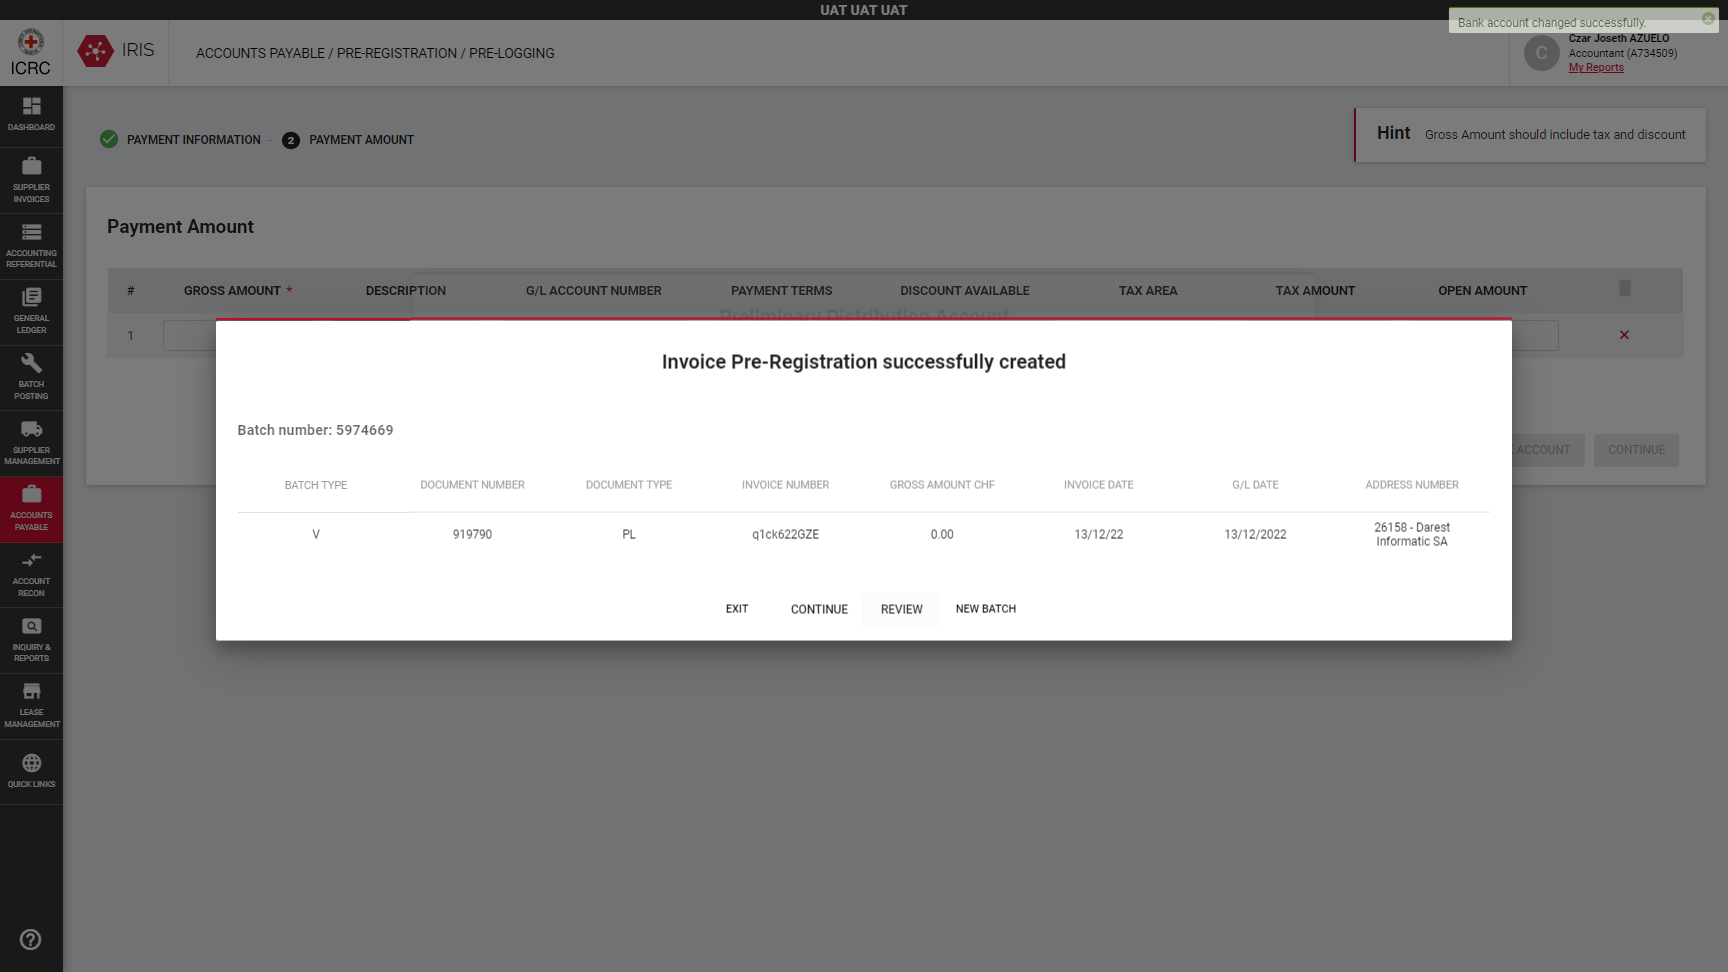 UAT UAT UAT
Bank account changed successfully.
ICRC
IRIS
ACCOUNTS PAYABLE / PRE-REGISTRATION / PRE-LOGGING
C
Czar Joseth AZUELO
Accountant (A734509)
My Reports
DASHBOARD
SUPPLIER
INVOICES
ACCOUNTING
REFERENTIAL
GENERAL
LEDGER
BATCH
POSTING
SUPPLIER
MANAGEMENT
ACCOUNTS
PAYABLE
ACCOUNT
RECON
INQUIRY &
REPORTS
LEASE
MANAGEMENT
QUICK LINKS
PAYMENT INFORMATION
2 PAYMENT AMOUNT
Hint Gross Amount should include tax and discount
Payment Amount
# GROSS AMOUNT * DESCRIPTION G/L ACCOUNT NUMBER PAYMENT TERMS DISCOUNT AVAILABLE TAX AREA TAX AMOUNT OPEN AMOUNT
Preliminary Distribution Account
1
Invoice Pre-Registration successfully created
Batch number: 5974669
BATCH TYPE DOCUMENT NUMBER DOCUMENT TYPE INVOICE NUMBER GROSS AMOUNT CHF INVOICE DATE G/L DATE ADDRESS NUMBER
V 919790 PL q1ck622GZE 0.00 13/12/22 13/12/2022 26158 - Darest
Informatic SA
EXIT CONTINUE REVIEW NEW BATCH
ACCOUNT CONTINUE